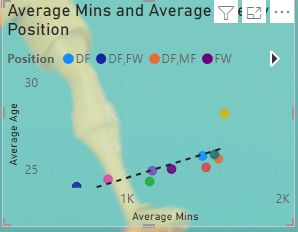 Average Mins and Average
Position
Position DF DF,FW DF,MF FW
30
25
Average Age
1K 2K
Average Mins